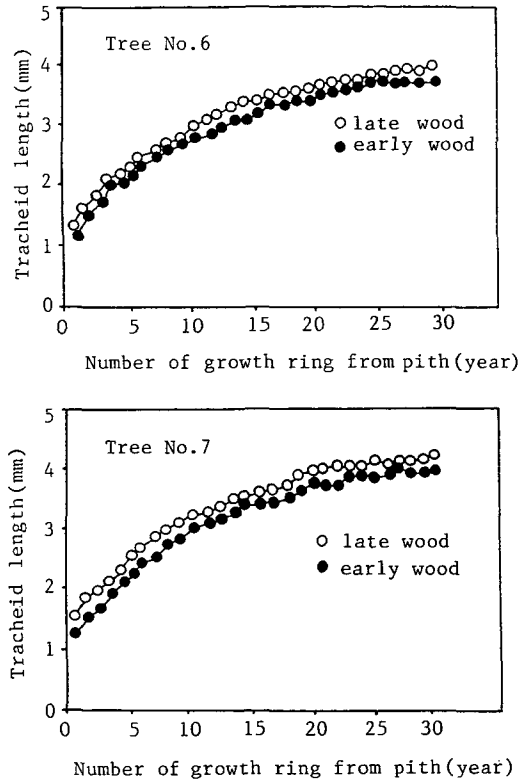 5
Tree No.6
4
3
2
1
0
Tracheid length(mm)
late wood
early wood
0 5 10 15 20 25 30
Number of growth ring from pith(year)
5
Tree No.7
4
3
2
1
0
Tracheid length(mm)
late wood
early wood
0 5 10 15 20 25 30
Number of growth ring from pith(year)